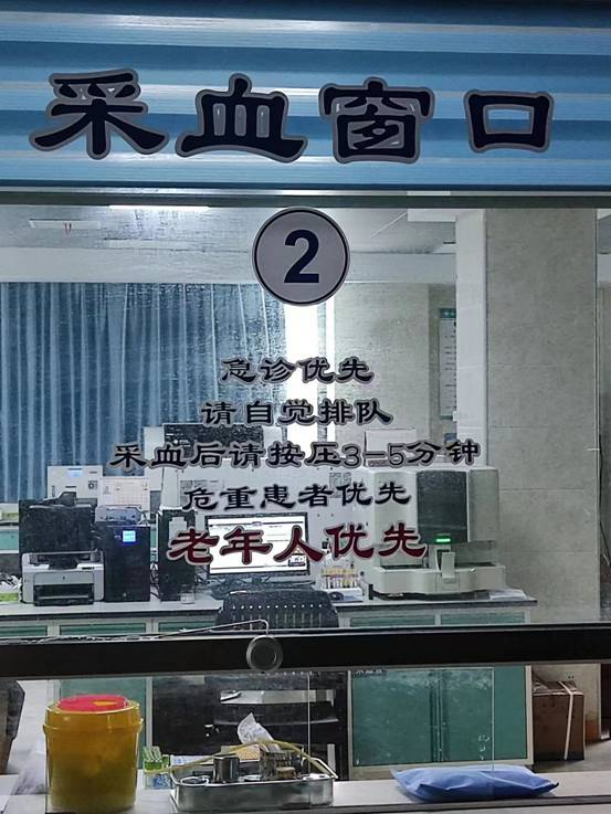 采血窗口
2
急诊优先
请自觉排队
采血后请按压3-5分钟
危重患者优先
老年人优先